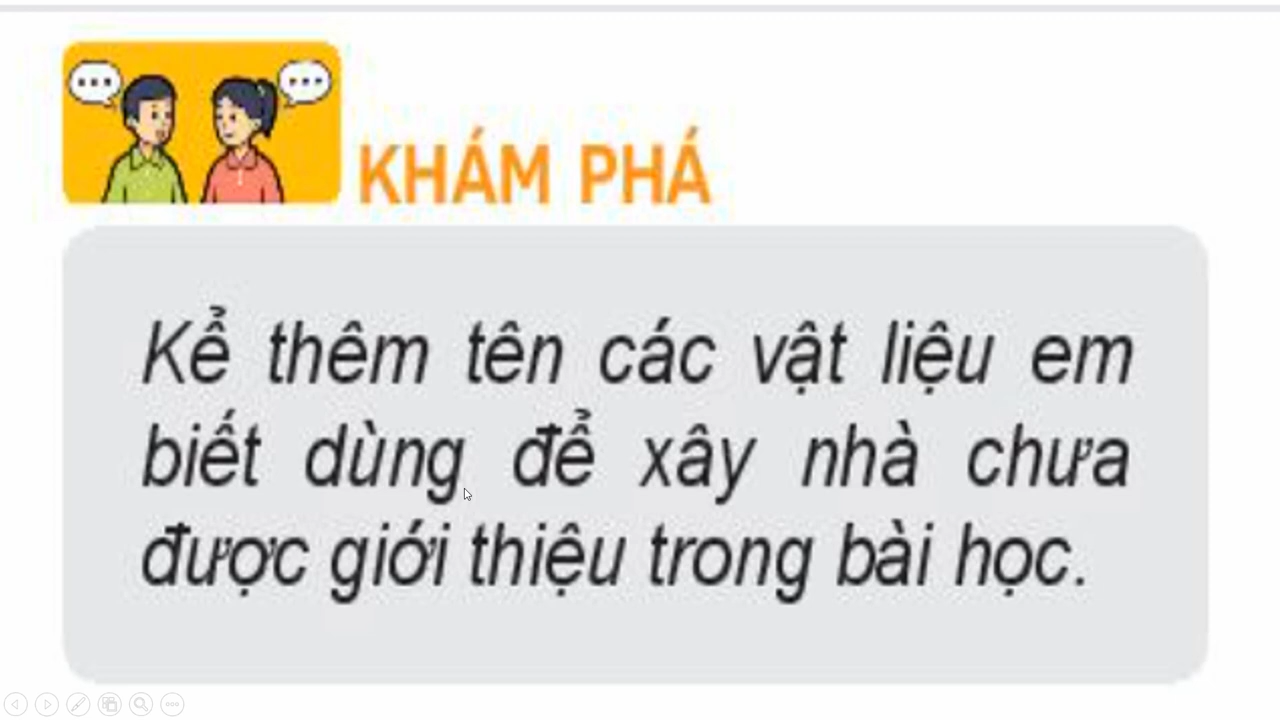 KHÁM PHÁ
Kể thêm tên các vật liệu em
biết dùng để xây nhà chưa
được giới thiệu trong bài học.